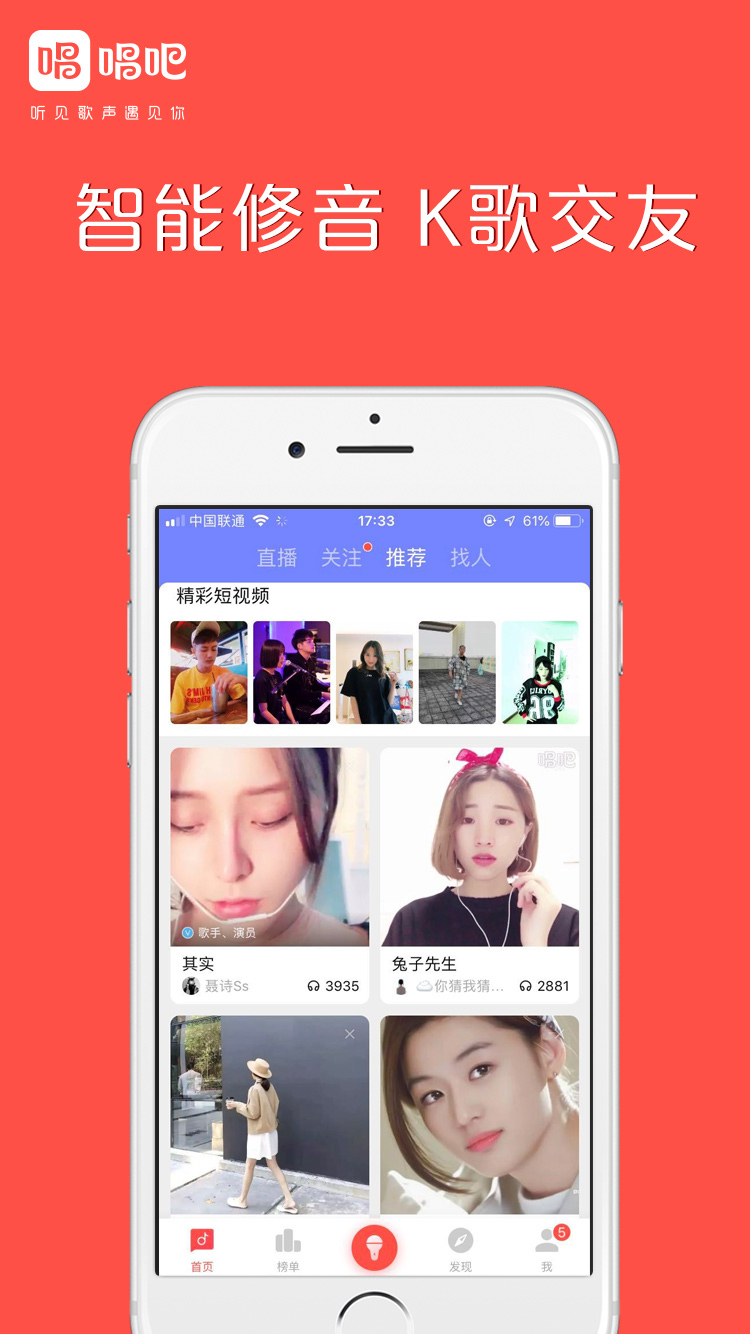 唱 唱吧
听见歌声遇见你
智能修音 K歌交友
中国联通 17:33 61%
直播 关注 推荐 找人
精彩短视频
唱吧
歌手、演员
其实 兔子先生
聂诗Ss 3935 你猜我猜... 2881
5
首页 榜单 发现 我